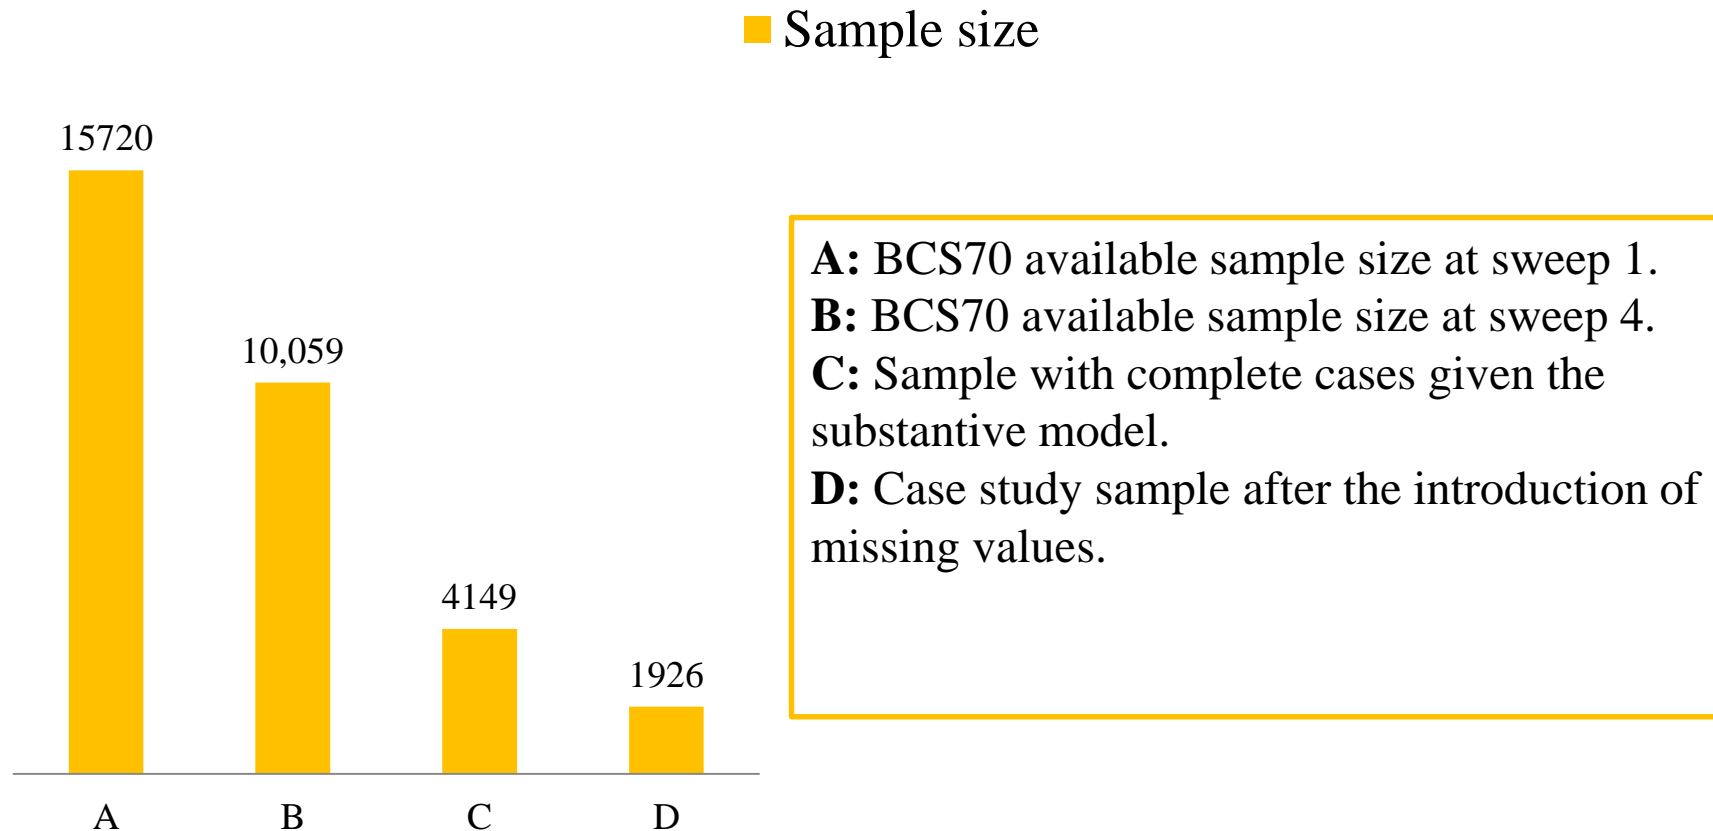 Sample size
15720
10,059
4149
1926
A
B
C
D
A: BCS70 available sample size at sweep 1.
B: BCS70 available sample size at sweep 4.
C: Sample with complete cases given the
substantive model.
D: Case study sample after the introduction of
missing values.